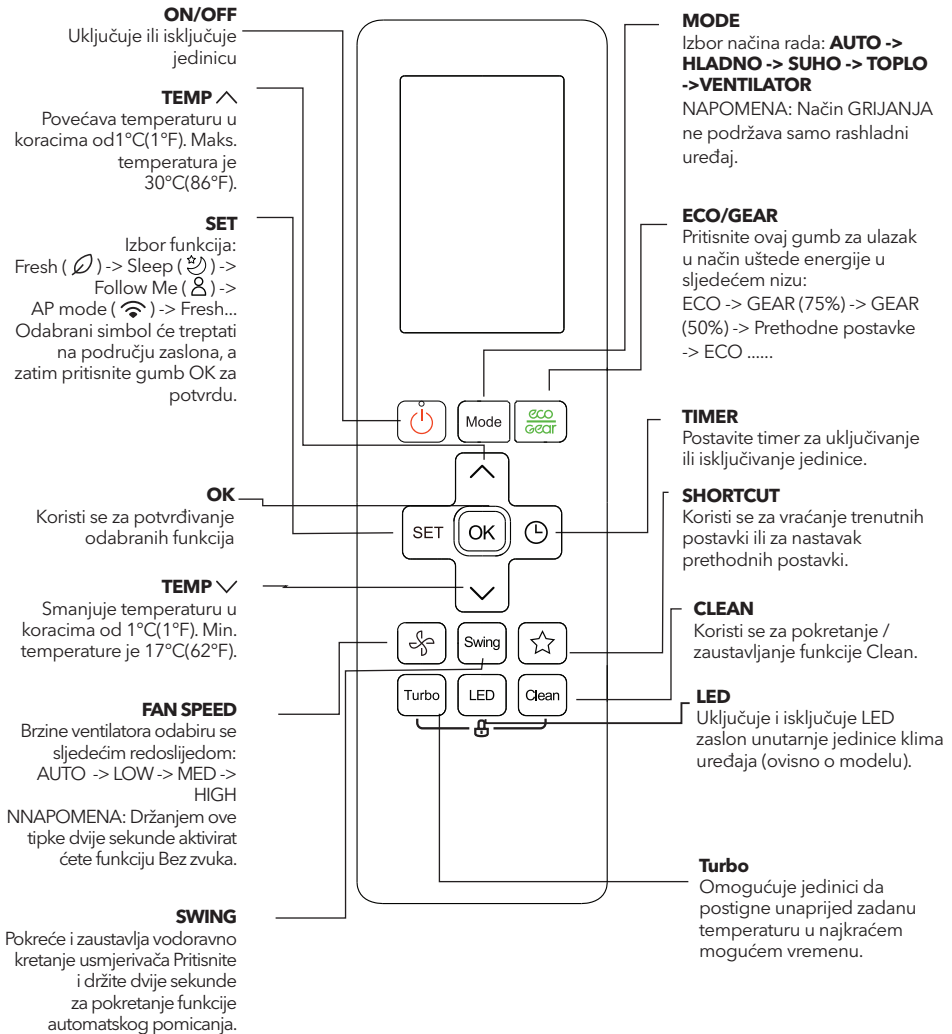 ON/OFF
Uključuje ili isključuje
jedinicu
TEMP
Povećava temperaturu u
koracima od1°C(1°F). Maks.
temperatura je
30°C(86°F).
SET
Izbor funkcija:
Fresh ( ) -> Sleep ( ) ->
Follow Me ( ) ->
AP mode ( ) -> Fresh...
Odabrani simbol će treptati
na području zaslona, a
zatim pritisnite gumb OK za
potvrdu.
OK
Koristi se za potvrđivanje
odabranih funkcija
TEMP
Smanjuje temperaturu u
koracima od 1°C(1°F). Min.
temperature je 17°C(62°F).
FAN SPEED
Brzine ventilatora odabiru se
sljedećim redoslijedom:
AUTO -> LOW -> MED ->
HIGH
NNAPOMENA: Držanjem ove
tipke dvije sekunde aktivirat
ćete funkciju Bez zvuka.
SWING
Pokreće i zaustavlja vodoravno
kretanje usmjerivača Pritisnite
i držite dvije sekunde
za pokretanje funkcije
automatskog pomicanja.
Mode
eco
Gear
SET
OK
Swing
Turbo
LED
Clean
MODE
Izbor načina rada: AUTO ->
HLADNO -> SUHO -> TOPLO
->VENTILATOR
NAPOMENA: Način GRIJANJA
ne podržava samo rashladni
uređaj.
ECO/GEAR
Pritisnite ovaj gumb za ulazak
u način uštede energije u
sljedećem nizu:
ECO -> GEAR (75%) -> GEAR
(50%) -> Prethodne postavke
-> ECO ......
TIMER
Postavite timer za uključivanje
ili isključivanje jedinice.
SHORTCUT
Koristi se za vraćanje trenutnih
postavki ili za nastavak
prethodnih postavki.
CLEAN
Koristi se za pokretanje /
zaustavljanje funkcije Clean.
LED
Uključuje i isključuje LED
zaslon unutarnje jedinice klima
uređaja (ovisno o modelu).
Turbo
Omogućuje jedinici da
postigne unaprijed zadanu
temperaturu u najkraćem
mogućem vremenu.